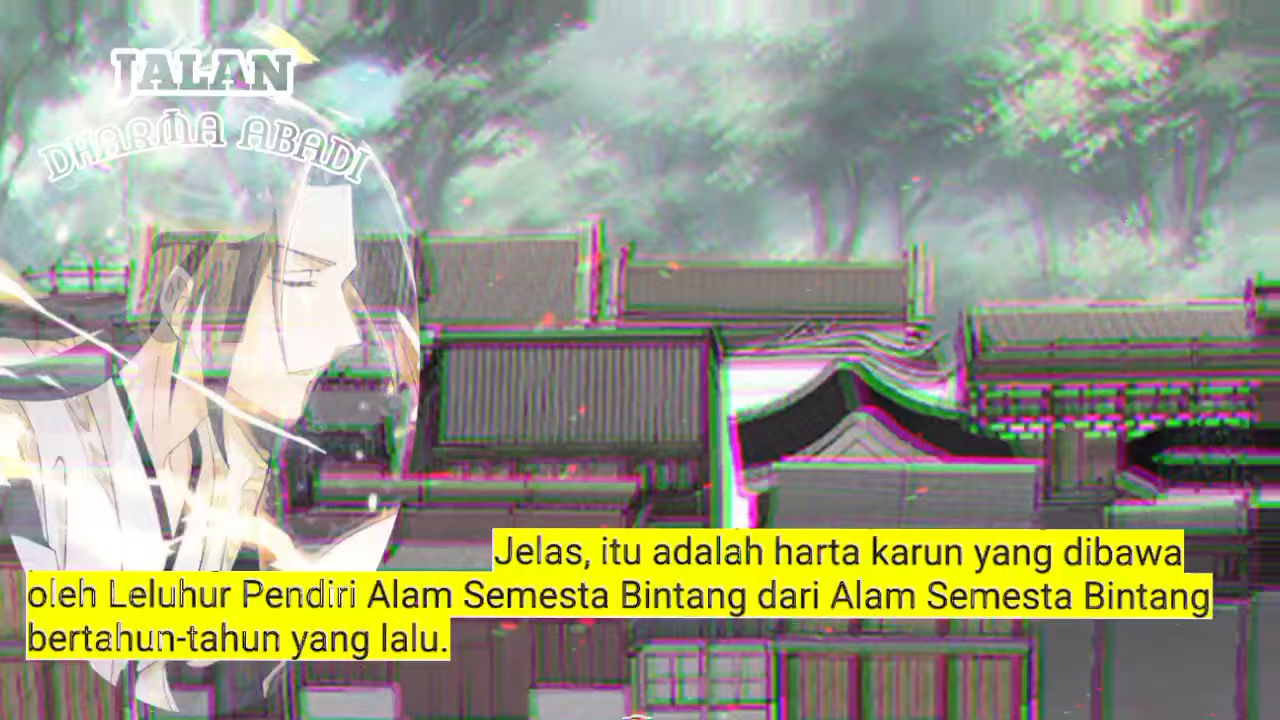 JALAN
DHARMA ABADI
Jelas, itu adalah harta karun yang dibawa
oleh Leluhur Pendiri Alam Semesta Bintang dari Alam Semesta Bintang
bertahun-tahun yang lalu.